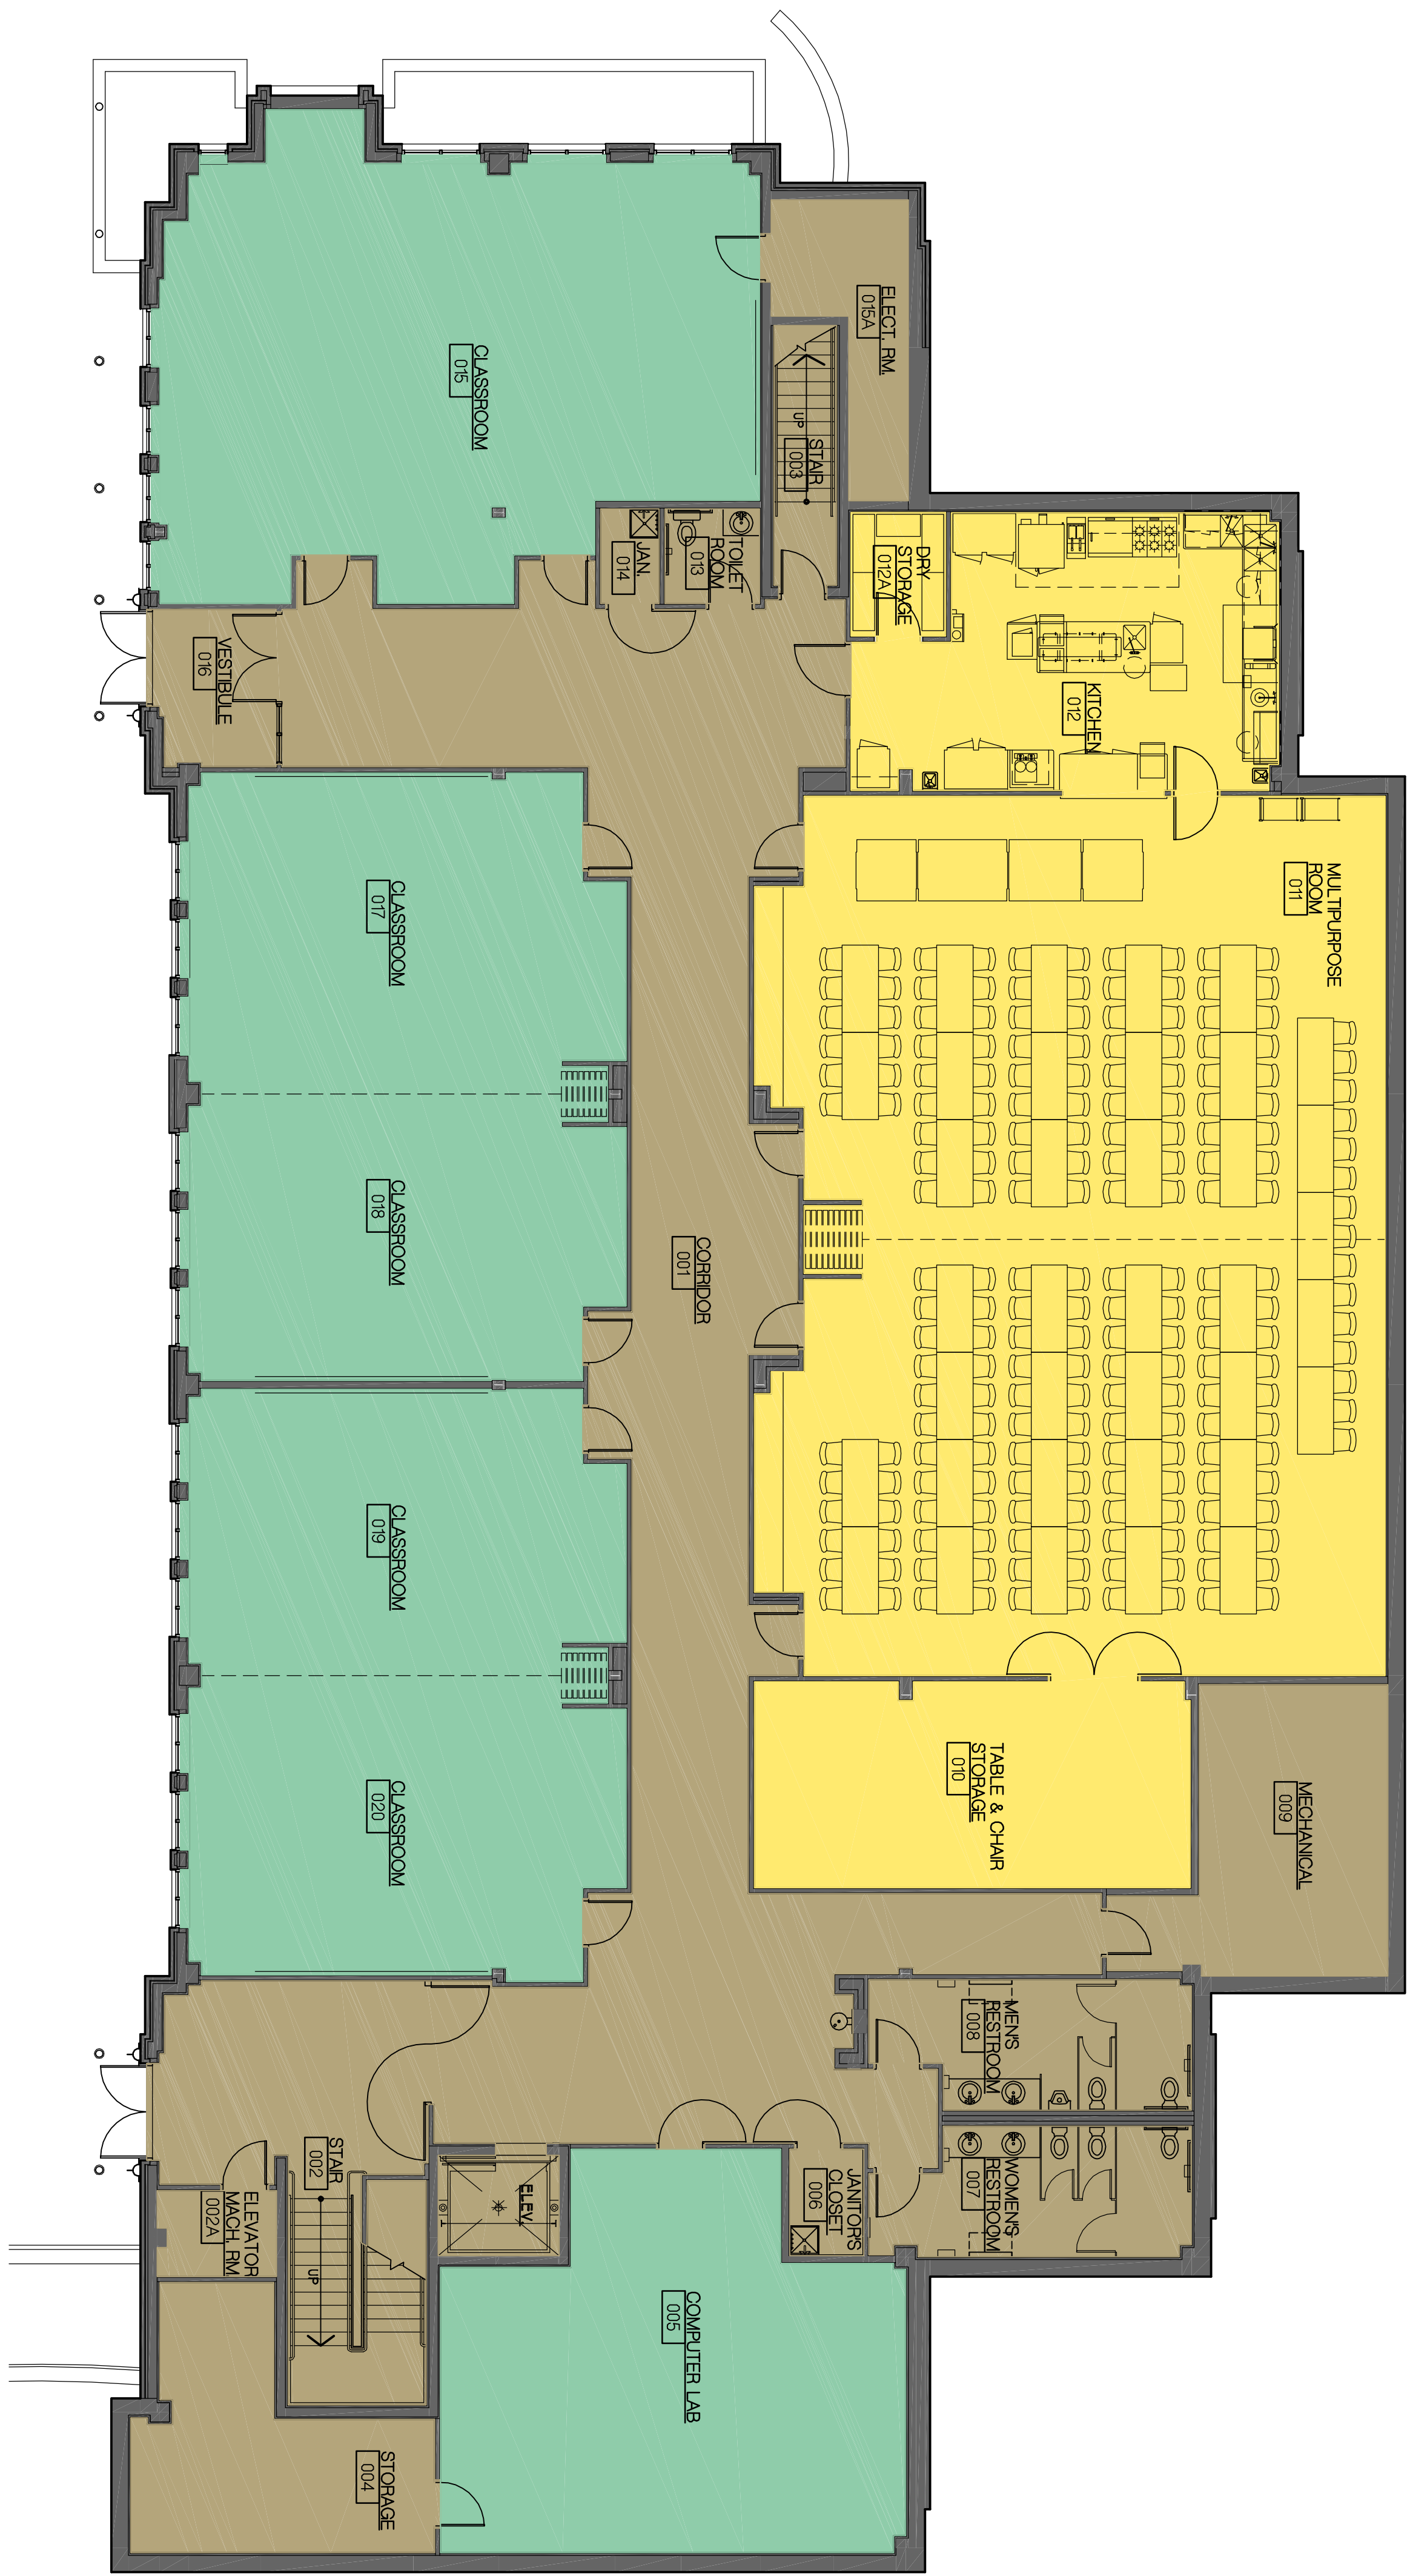 ELECT. RM.
015A
CLASSROOM
015
UP
STAIR
003
DRY
STORAGE
012A
TOILET
ROOM
013
JAN.
014
KITCHEN
012
VESTIBULE
016
MULTIPURPOSE
ROOM
011
CLASSROOM
017
CLASSROOM
018
CORRIDOR
001
CLASSROOM
019
CLASSROOM
020
TABLE & CHAIR
STORAGE
010
MECHANICAL
009
MEN'S
RESTROOM
008
WOMEN'S
RESTROOM
007
JANITOR'S
CLOSET
006
ELEV.
STAIR
002
ELEVATOR
MACH. RM
002A
UP
COMPUTER LAB
005
STORAGE
004